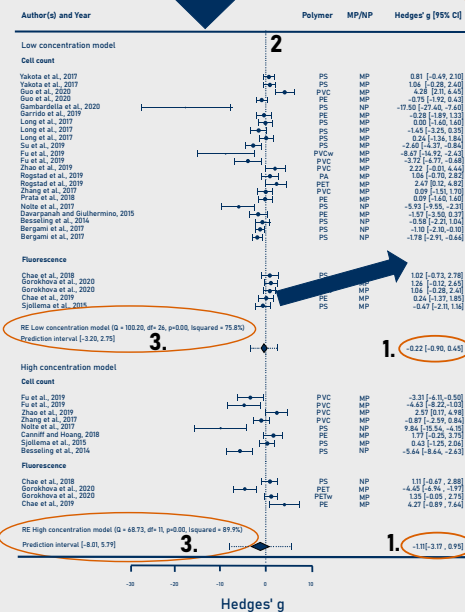 Author(s) and Year Polymer MP/NP Hedges' g [95% CI]
Low concentration model 2
Cell count
Yakota et al., 2017 PS MP 0.81 [-0.49, 2.10]
Yakota et al., 2017 PS MP 1.06 [-0.28, 2.40]
Guo et al., 2020 PVC MP 4.28 [2.11, 6.45]
Guo et al., 2020 PE MP -0.75 [-1.92, 0.43]
Gambardella et al., 2020 PS NP -17.50 [-27.40, -7.60]
Garrido et al., 2019 PE MP -0.28 [-1.89, 1.33]
Long et al., 2017 PS MP 0.00 [-1.60, 1.60]
Long et al., 2017 PS MP -1.45 [-3.25, 0.35]
Long et al., 2017 PS MP 0.24 [-1.36, 1.84]
Su et al., 2019 PS MP -2.60 [-4.37, -0.84]
Fu et al., 2019 PVCw MP -8.67 [-14.92, -2.43]
Fu et al., 2019 PVC MP -3.72 [-6.77, -0.68]
Zhao et al., 2019 PVC MP 2.22 [-0.01, 4.44]
Rogstad et al., 2019 PA MP 1.06 [-0.70, 2.82]
Rogstad et al., 2019 PET MP 2.47 [0.12, 4.82]
Zhang et al., 2017 PVC MP 0.09 [-1.51, 1.70]
Prata et al., 2018 PE MP 0.09 [-1.60, 1.60]
Nolte et al., 2017 PS NP -5.93 [-9.55, -2.31]
Davarpanah and Giulhermino, 2015 PE MP -1.57 [-3.50, 0.37]
Besseling et al., 2014 PS NP -0.58 [-2.21, 1.04]
Bergami et al., 2017 PS NP -1.10 [-2.10, -0.10]
Bergami et al., 2017 PS NP -1.78 [-2.91, -0.66]
Fluorescence
Chae et al., 2018 PS 1.02 [-0.73, 2.78]
Gorokhova et al., 2020 1.26 [-0.12, 2.65]
Gorokhova et al., 2020 MP 1.06 [-0.28, 2.41]
Chae et al., 2019 PE MP 0.24 [-1.37, 1.85]
Sjollema et al., 2015 PS MP -0.47 [-2.11, 1.16]
RE Low concentration model (Q = 100.20, df= 26, p=0.00, Isquared = 75.8%)
Prediction interval [-3.20, 2.75] 3. 1. -0.22 [-0.90, 0.45]
High concentration model
Cell count
Fu et al., 2019 PVC MP -3.31 [-6.11, -0.50]
Fu et al., 2019 PVC MP -4.63 [-8.22, -1.03]
Zhao et al., 2019 PVC MP 2.57 [0.17, 4.98]
Zhang et al., 2017 PVC MP -0.87 [-2.59, 0.84]
Nolte et al., 2017 PS NP 9.84 [-15.54, -4.15]
Canniff and Hoang, 2018 PE MP 1.77 [-0.25, 3.75]
Sjollema et al., 2015 PS MP 0.43 [-1.25, 2.06]
Besseling et al., 2014 PS NP -5.64 [-8.64, -2.63]
Fluorescence
Chae et al., 2018 PS NP 1.11 [-0.67, 2.88]
Gorokhova et al., 2020 PET MP -4.45 [-6.94, -1.97]
Gorokhova et al., 2020 PETw MP 1.35 [-0.05, 2.75]
Chae et al., 2019 PE MP 4.27 [-0.89, 7.64]
RE High concentration model (Q = 68.73, df= 11, p=0.00, Isquared = 89.9%)
Prediction interval [-8.01, 5.79] 3. 1. -1.11[-3.17, 0.95]
-30 -20 -10 0 10
Hedges' g